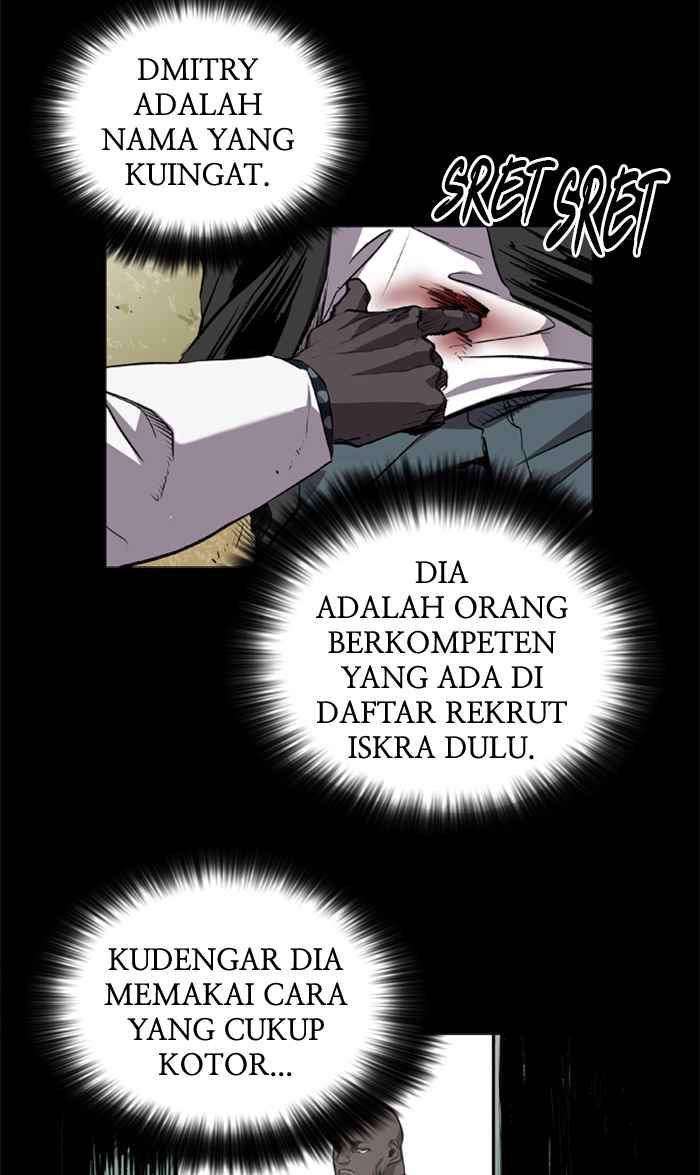 DMITRY
ADALAH
NAMA YANG
KUINGAT.
SRET SRET
DIA
ADALAH ORANG
BERKOMPETEN
YANG ADA DI
DAFTAR REKRUT
ISKRA DULU.
KUDENGAR DIA
MEMAKAI CARA
YANG CUKUP
KOTOR...